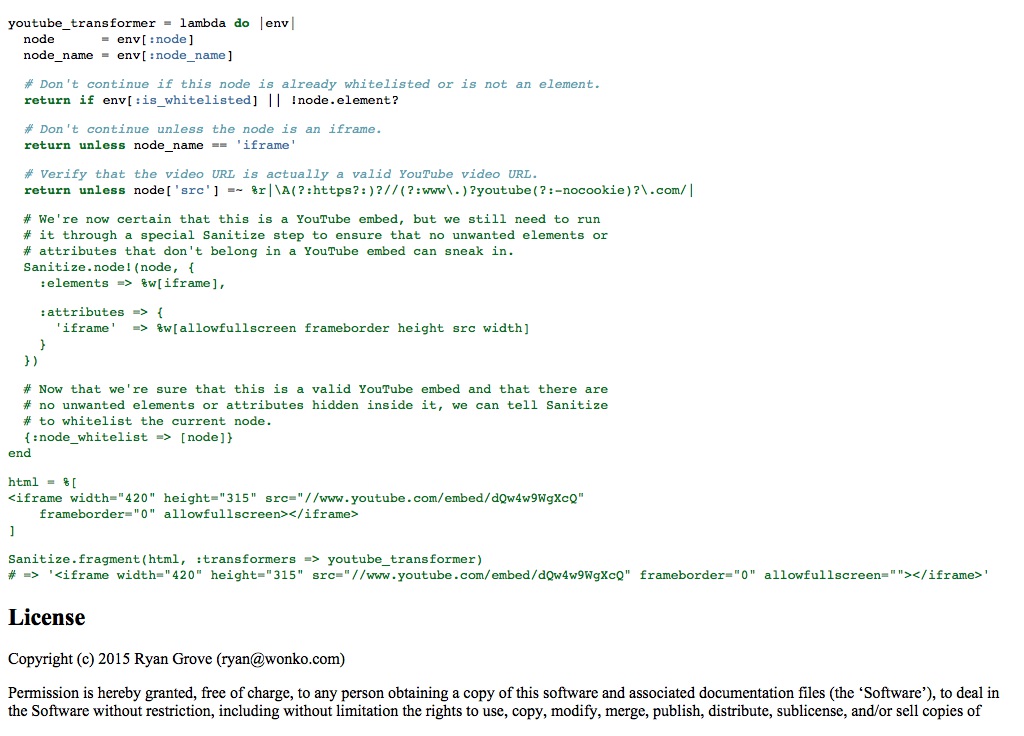 youtube_transformer = lambda do |env|
  node      = env[:node]
  node_name = env[:node_name]

  # Don't continue if this node is already whitelisted or is not an element.
  return if env[:is_whitelisted] || !node.element?

  # Don't continue unless the node is an iframe.
  return unless node_name == 'iframe'

  # Verify that the video URL is actually a valid YouTube video URL.
  return unless node['src'] =~ %r|\A(?:https?:)?//(?:www\.)?youtube(?:-nocookie)?\.com/|

  # We're now certain that this is a YouTube embed, but we still need to run
  # it through a special Sanitize step to ensure that no unwanted elements or
  # attributes that don't belong in a YouTube embed can sneak in.
  Sanitize.node!(node, {
    :elements => %w[iframe],

    :attributes => {
      'iframe'  => %w[allowfullscreen frameborder height src width]
    }
  })

  # Now that we're sure that this is a valid YouTube embed and that there are
  # no unwanted elements or attributes hidden inside it, we can tell Sanitize
  # to whitelist the current node.
  {:node_whitelist => [node]}
end

html = %[
<iframe width="420" height="315" src="//www.youtube.com/embed/dQw4w9WgXcQ"
    frameborder="0" allowfullscreen></iframe>
]

Sanitize.fragment(html, :transformers => youtube_transformer)
# => '<iframe width="420" height="315" src="//www.youtube.com/embed/dQw4w9WgXcQ" frameborder="0" allowfullscreen=""></iframe>'

License

Copyright (c) 2015 Ryan Grove (ryan@wonko.com)

Permission is hereby granted, free of charge, to any person obtaining a copy of this software and associated documentation files (the ‘Software’), to deal in
the Software without restriction, including without limitation the rights to use, copy, modify, merge, publish, distribute, sublicense, and/or sell copies of